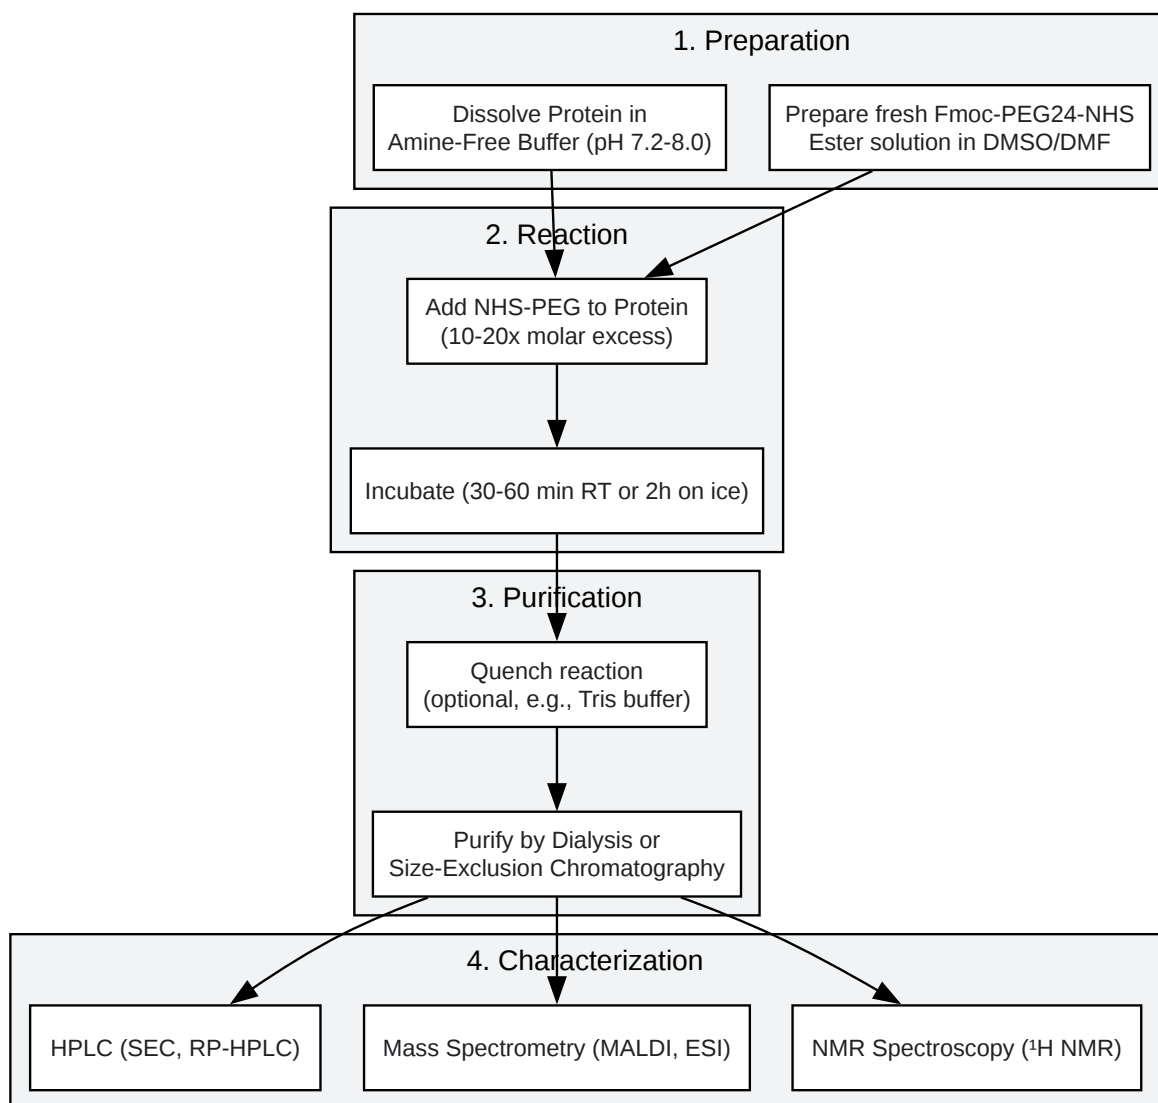 1. Preparation
Dissolve Protein in
Amine-Free Buffer (pH 7.2-8.0)
Prepare fresh Fmoc-PEG24-NHS
Ester solution in DMSO/DMF
2. Reaction
Add NHS-PEG to Protein
(10-20x molar excess)
Incubate (30-60 min RT or 2h on ice)
3. Purification
Quench reaction
(optional, e.g., Tris buffer)
Purify by Dialysis or
Size-Exclusion Chromatography
4. Characterization
HPLC (SEC, RP-HPLC)
Mass Spectrometry (MALDI, ESI)
NMR Spectroscopy (¹H NMR)